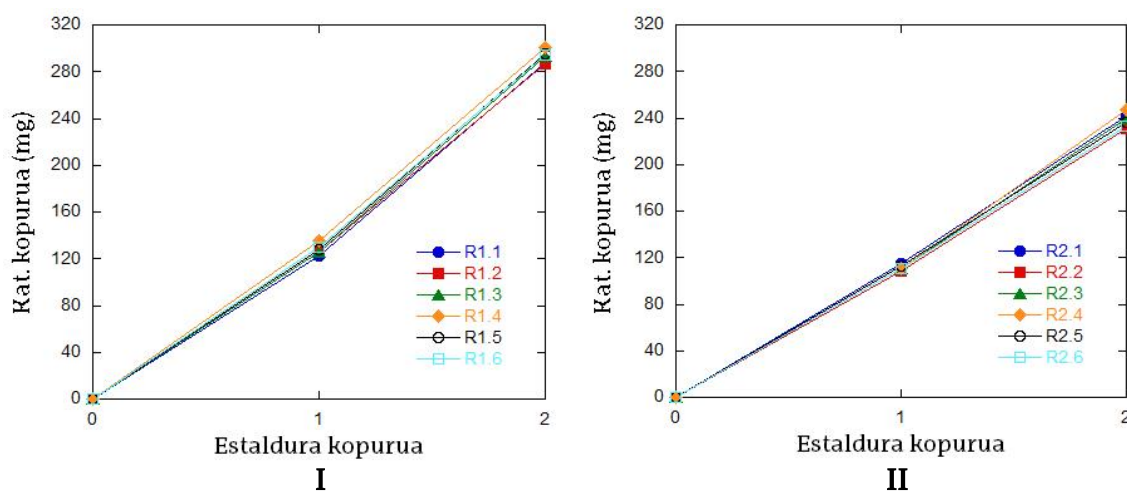 320
280
240
200
160
120
80
40
0
Kat. kopurua (mg)
R1.1
R1.2
R1.3
R1.4
R1.5
R1.6
0 1 2
Estaldura kopurua
I
320
280
240
200
160
120
80
40
0
Kat. kopurua (mg)
R2.1
R2.2
R2.3
R2.4
R2.5
R2.6
0 1 2
Estaldura kopurua
II